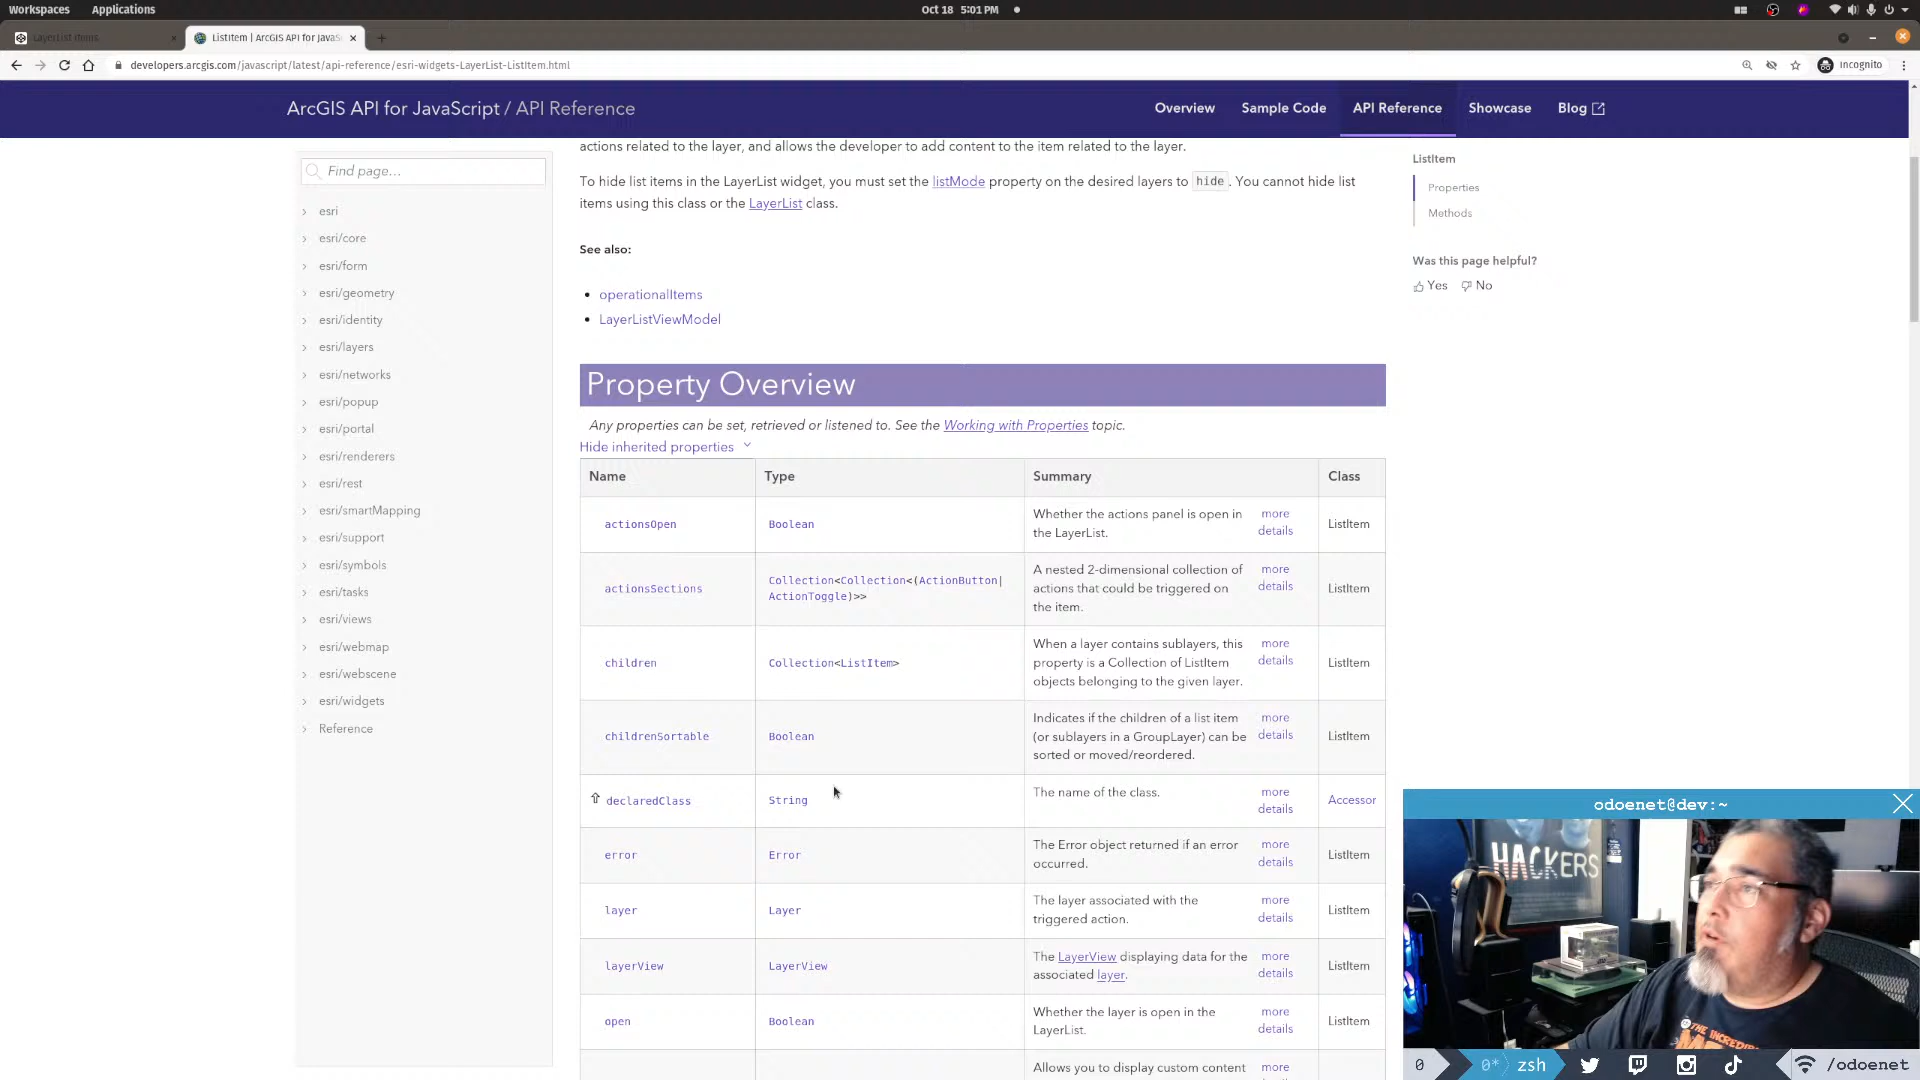 Workspaces Applications Oct 18 5:01 PM
LayerList Items
ListItem | ArcGIS API for JavaS
developers.arcgis.com/javascript/latest/api-reference/esri-widgets-LayerList-ListItem.html
Incognito
ArcGIS API for JavaScript / API Reference
Overview Sample Code API Reference Showcase Blog
Find page...
esri
esri/core
esri/form
esri/geometry
esri/identity
esri/layers
esri/networks
esri/popup
esri/portal
esri/renderers
esri/rest
esri/smartMapping
esri/support
esri/symbols
esri/tasks
esri/views
esri/webmap
esri/webscene
esri/widgets
Reference
actions related to the layer, and allows the developer to add content to the item related to the layer.
To hide list items in the LayerList widget, you must set the listMode property on the desired layers to hide. You cannot hide list
items using this class or the LayerList class.
See also:
operationalItems
LayerListViewModel
Property Overview
Any properties can be set, retrieved or listened to. See the Working with Properties topic.
Hide inherited properties
Name Type Summary Class
actionsOpen Boolean Whether the actions panel is open in more ListItem
the LayerList. details
actionsSections Collection<Collection<(ActionButton| A nested 2-dimensional collection of more ListItem
ActionToggle)>> actions that could be triggered on details
the item.
children Collection<ListItem> When a layer contains sublayers, this more ListItem
property is a Collection of ListItem details
objects belonging to the given layer.
childrenSortable Boolean Indicates if the children of a list item more ListItem
(or sublayers in a GroupLayer) can be details
sorted or moved/reordered.
declaredClass String The name of the class. more Accessor
details
error Error The Error object returned if an error more ListItem
occurred. details
layer Layer The layer associated with the more ListItem
triggered action. details
layerView LayerView The LayerView displaying data for the more ListItem
associated layer. details
open Boolean Whether the layer is open in the more ListItem
LayerList. details
Allows you to display custom content more
ListItem
Properties
Methods
Was this page helpful?
Yes No
odoenet@dev:~
HACKERS
THE INCREDIBLE
0 0* zsh /odoenet